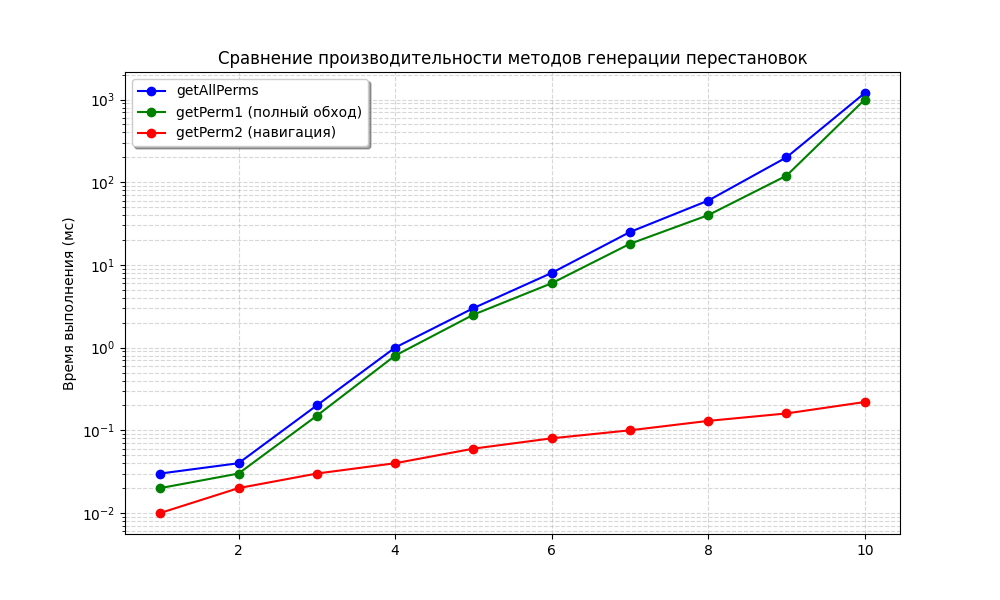 Сравнение производительности методов генерации перестановок
getAllPerms
getPerm1 (полный обход)
getPerm2 (навигация)
Время выполнения (мс)
10³
10²
10¹
10⁰
10⁻¹
10⁻²
2 4 6 8 10